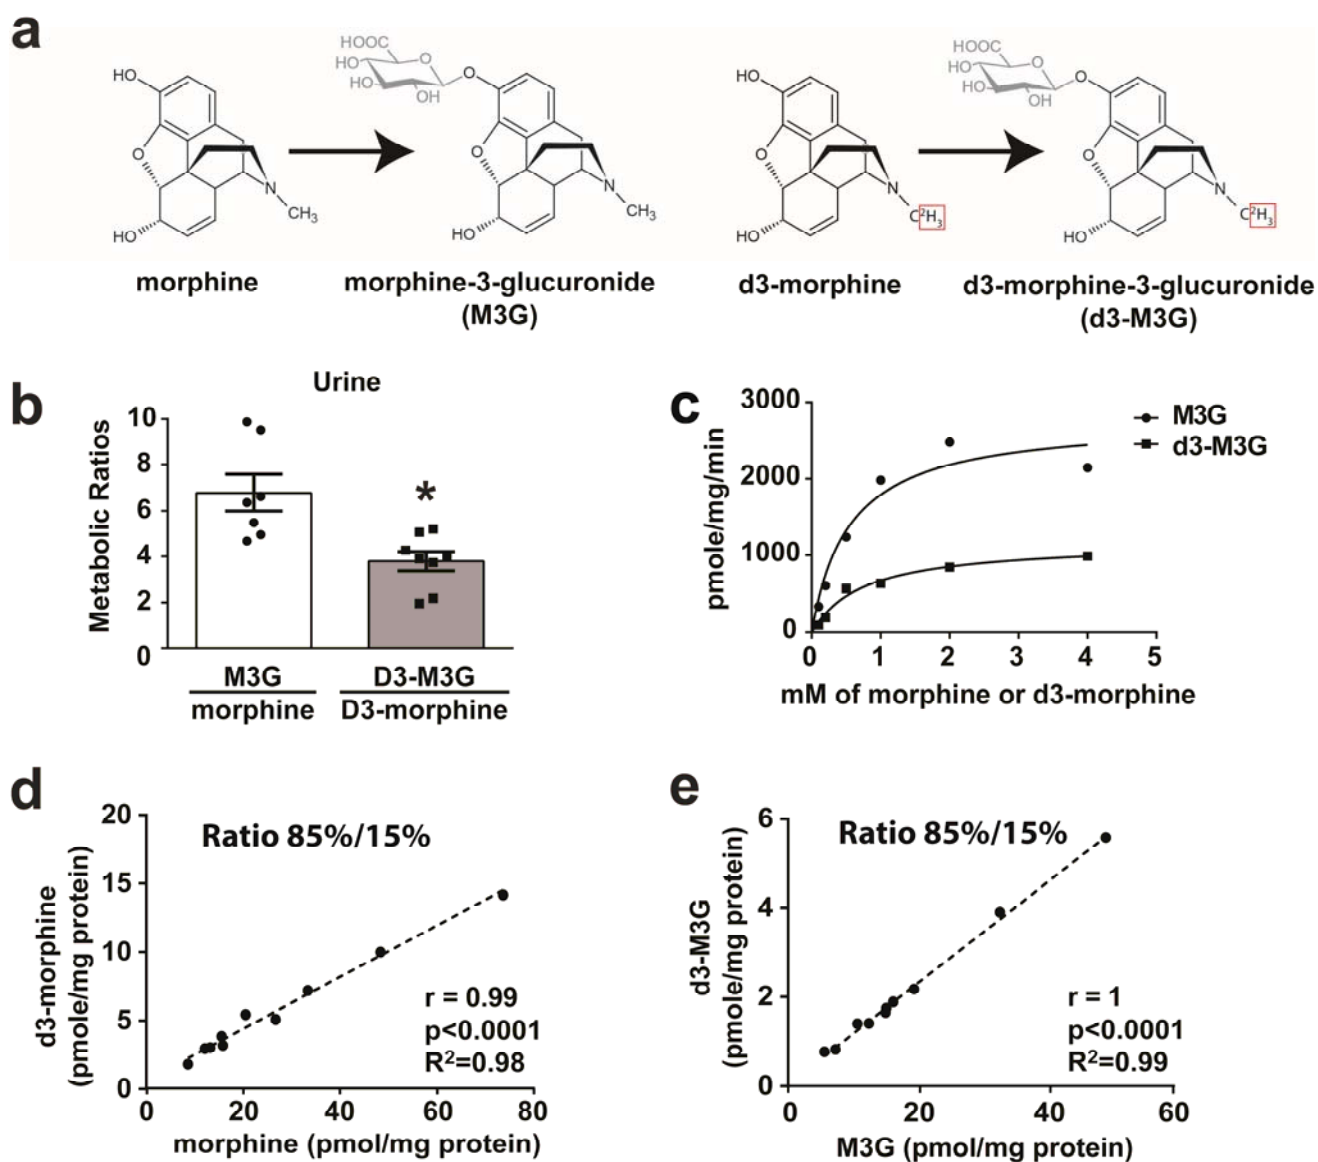 a
HO
O
HO
N
CH3
HOOC
HO
HO
O
OH
O
O
HO
N
CH3
HO
O
HO
N
C2H3
HOOC
HO
HO
O
OH
O
O
HO
N
C2H3
morphine
morphine-3-glucuronide
(M3G)
d3-morphine
d3-morphine-3-glucuronide
(d3-M3G)
b
Urine
Metabolic Ratios
10
8
6
4
2
0
*
M3G
morphine
D3-M3G
D3-morphine
c
pmole/mg/min
3000
2000
1000
0
0 1 2 3 4 5
mM of morphine or d3-morphine
M3G
d3-M3G
d
Ratio 85%/15%
d3-morphine
(pmole/mg protein)
20
15
10
5
0
r = 0.99
p<0.0001
R2=0.98
0 20 40 60 80
morphine (pmol/mg protein)
e
Ratio 85%/15%
d3-M3G
(pmole/mg protein)
6
4
2
0
r = 1
p<0.0001
R2=0.99
0 20 40 60
M3G (pmol/mg protein)